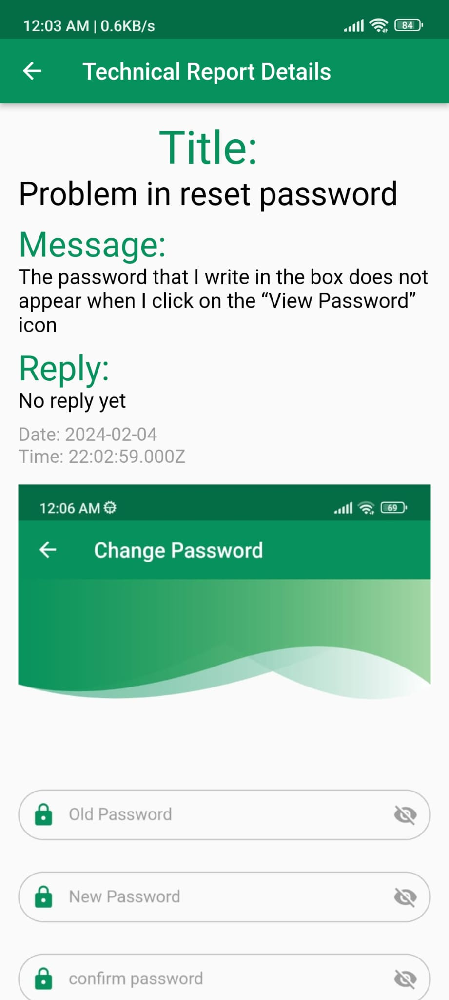 12:03 AM | 0.6KB/s
84
Technical Report Details
Title:
Problem in reset password
Message:
The password that I write in the box does not
appear when I click on the “View Password”
icon
Reply:
No reply yet
Date: 2024-02-04
Time: 22:02:59.000Z
12:06 AM
69
Change Password
Old Password
New Password
confirm password